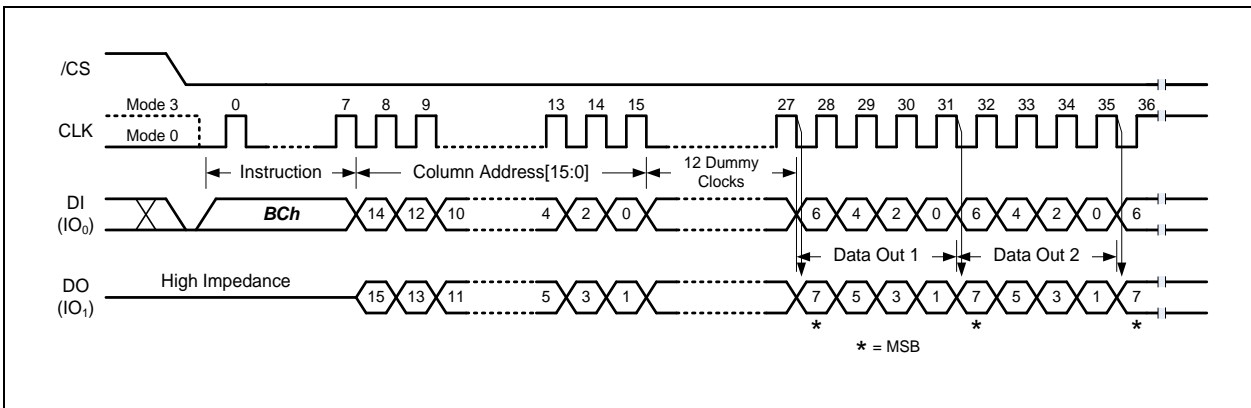 /CS
Mode 3 0 7 8 9 13 14 15 27 28 29 30 31 32 33 34 35 36
CLK
Mode 0
Instruction Column Address[15:0] 12 Dummy
Clocks
DI
(IO0)
BCh 14 12 10 4 2 0 6 4 2 0 6 4 2 0 6
Data Out 1 Data Out 2
High Impedance
DO
(IO1)
15 13 11 5 3 1 7 5 3 1 7 5 3 1 7
* * *
* = MSB